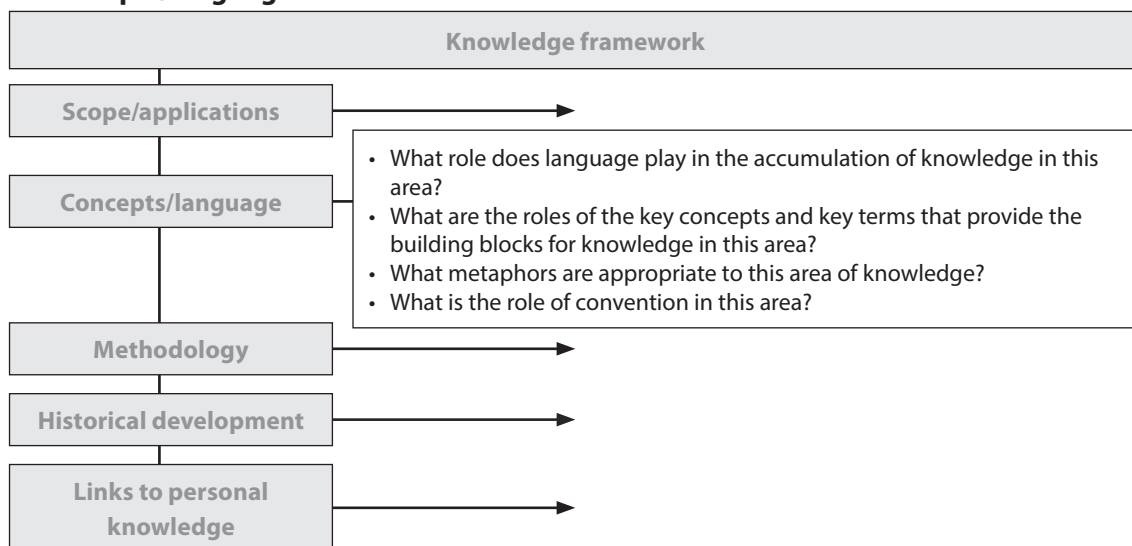 Knowledge framework
Scope/applications
Concepts/language
• What role does language play in the accumulation of knowledge in this
area?
• What are the roles of the key concepts and key terms that provide the
building blocks for knowledge in this area?
• What metaphors are appropriate to this area of knowledge?
• What is the role of convention in this area?
Methodology
Historical development
Links to personal
knowledge